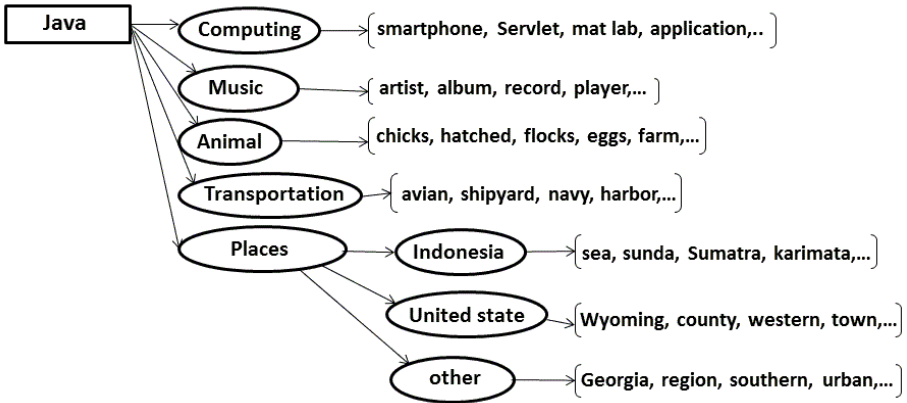 Java
Computing
smartphone, Servlet, mat lab, application,..
Music
artist, album, record, player,...
Animal
chicks, hatched, flocks, eggs, farm,...
Transportation
avian, shipyard, navy, harbor,...
Places
Indonesia
sea, sunda, Sumatra, karimata,...
United state
Wyoming, county, western, town,...
other
Georgia, region, southern, urban,...